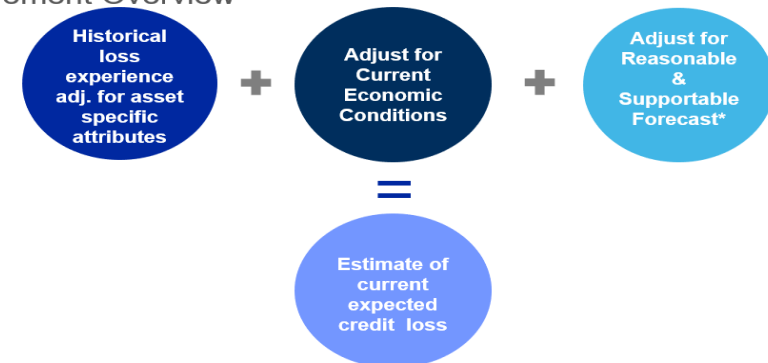 Overview
Historical
loss
experience
adj. for asset
specific
attributes
Adjust for
Current
Economic
Conditions
Adjust for
Reasonable
&
Supportable
Forecast*
Estimate of
current
expected
credit loss